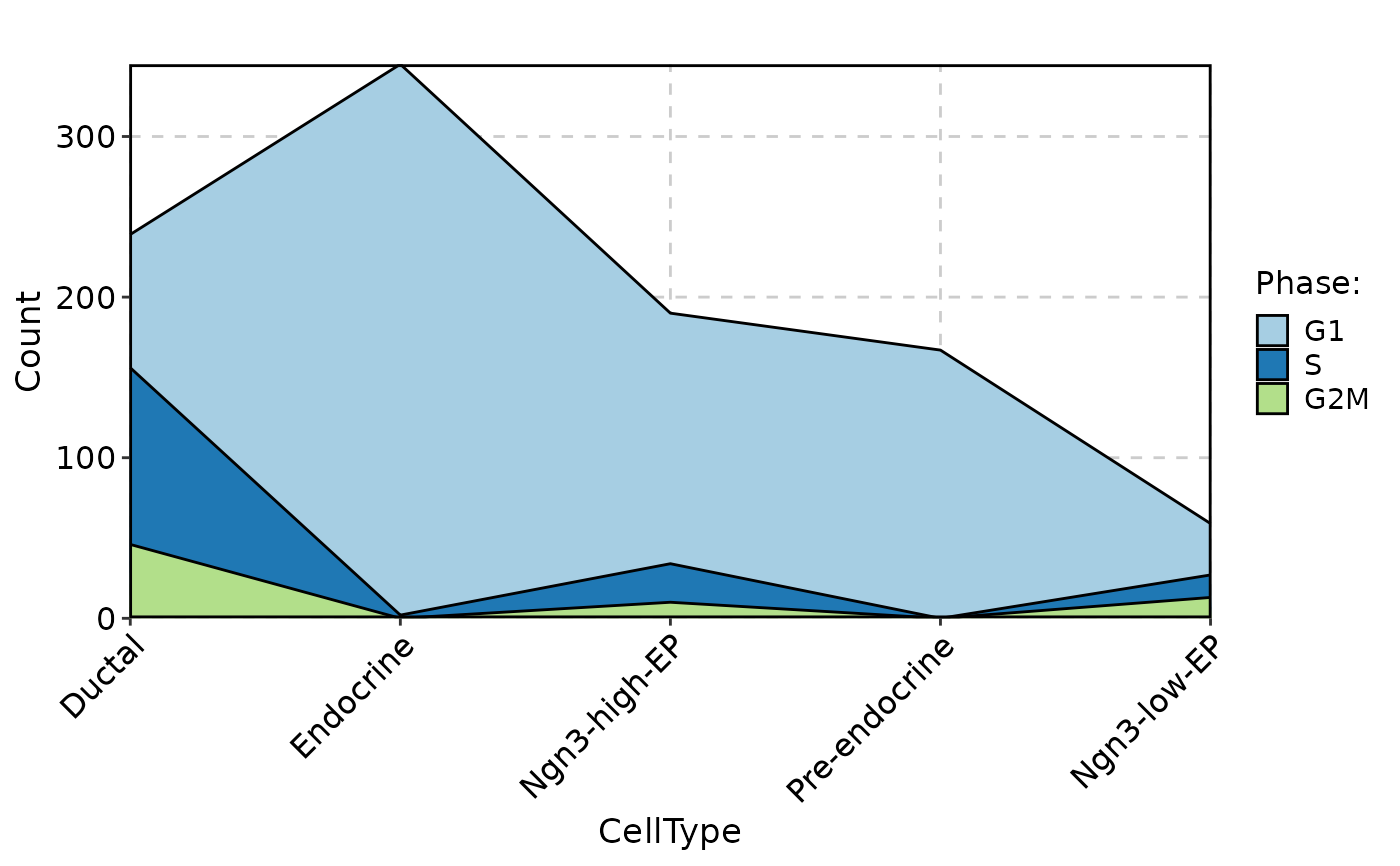 300
200
100
0
Count
Ductal
Endocrine
Ngn3-high-EP
Pre-endocrine
Ngn3-low-EP
CellType
Phase:
G1
S
G2M